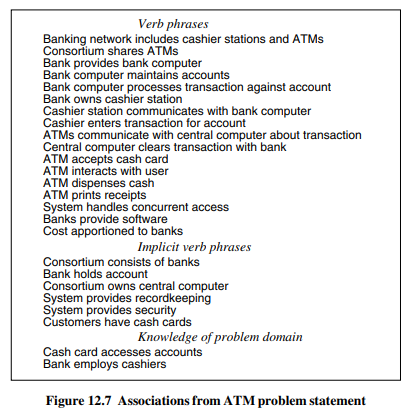 Verb phrases
Banking network includes cashier stations and ATMs
Consortium shares ATMs
Bank provides bank computer
Bank computer maintains accounts
Bank computer processes transaction against account
Bank owns cashier station
Cashier station communicates with bank computer
Cashier enters transaction for account
ATMs communicate with central computer about transaction
Central computer clears transaction with bank
ATM accepts cash card
ATM interacts with user
ATM dispenses cash
ATM prints receipts
System handles concurrent access
Banks provide software
Cost apportioned to banks
Implicit verb phrases
Consortium consists of banks
Bank holds account
Consortium owns central computer
System provides recordkeeping
System provides security
Customers have cash cards
Knowledge of problem domain
Cash card accesses accounts
Bank employs cashiers
Figure 12.7 Associations from ATM problem statement